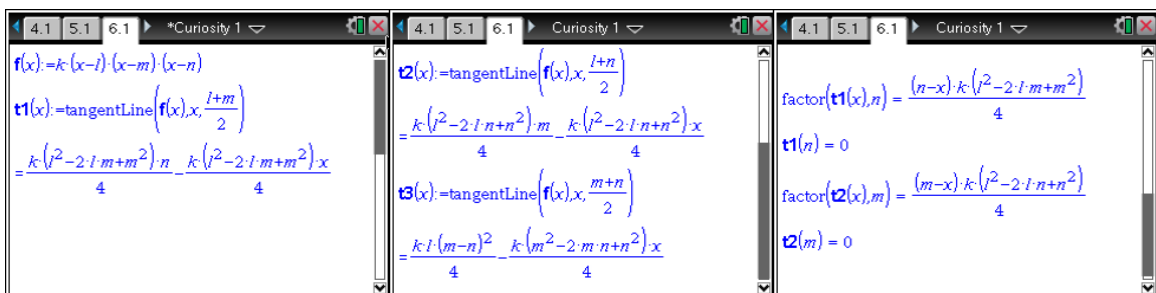 4.1 5.1 6.1 *Curiosity 1
f(x):=k·(x−l)·(x−m)·(x−n)
t1(x):=tangentLine(f(x),x,(l+m)/2)
=k·(l²−2·l·m+m²)·n/4−k·(l²−2·l·m+m²)·x/4
4.1 5.1 6.1 Curiosity 1
t2(x):=tangentLine(f(x),x,(l+n)/2)
=k·(l²−2·l·n+n²)·m/4−k·(l²−2·l·n+n²)·x/4
t3(x):=tangentLine(f(x),x,(m+n)/2)
=k·l·(m−n)²/4−k·(m²−2·m·n+n²)·x/4
4.1 5.1 6.1 Curiosity 1
factor(t1(x),n)=(n−x)·k·(l²−2·l·m+m²)/4
t1(n)=0
factor(t2(x),m)=(m−x)·k·(l²−2·l·n+n²)/4
t2(m)=0